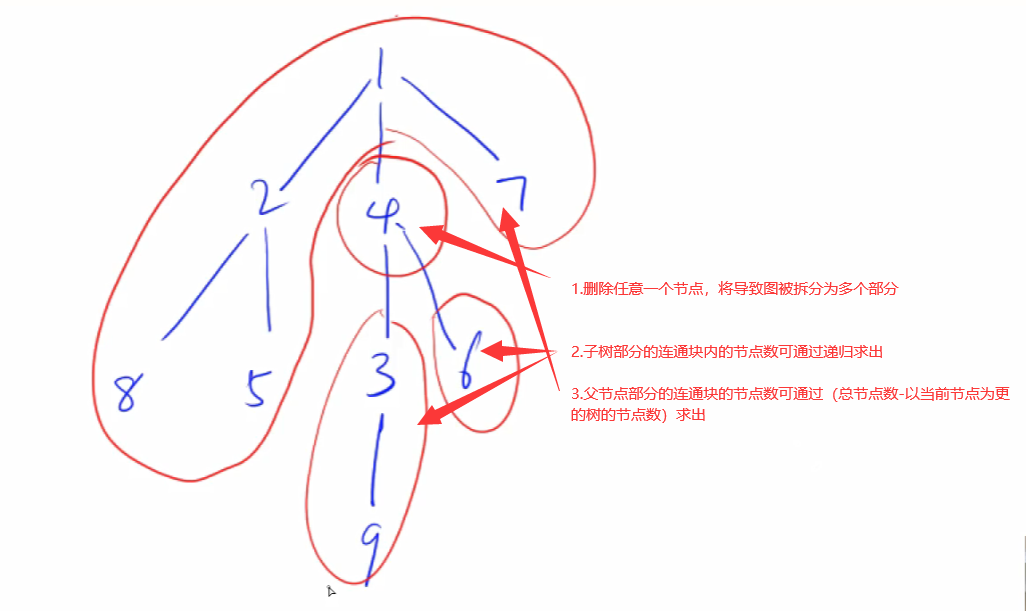 1
2
4
7
1.删除任意一个节点，将导致图被拆分为多个部分
2.子树部分的连通块内的节点数可通过递归求出
8
5
3
6
3.父节点部分的连通块的节点数可通过（总节点数-以当前节点为更
的树的节点数）求出
9